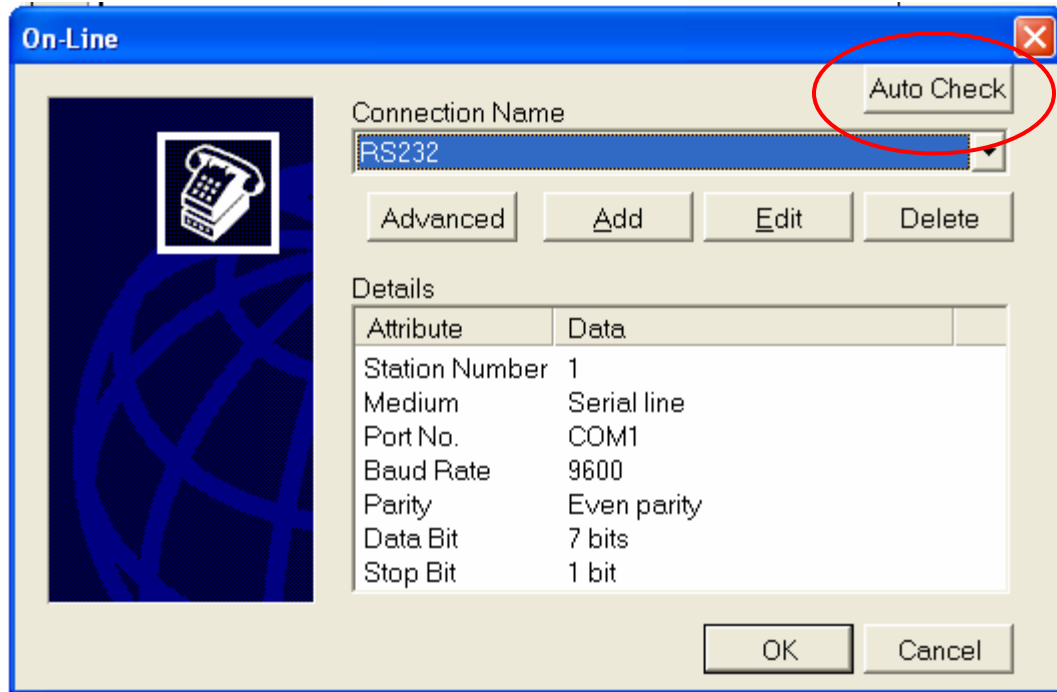 On-Line
Auto Check
Connection Name
RS232
Advanced Add Edit Delete
Details
Attribute Data
Station Number 1
Medium Serial line
Port No. COM1
Baud Rate 9600
Parity Even parity
Data Bit 7 bits
Stop Bit 1 bit
OK Cancel